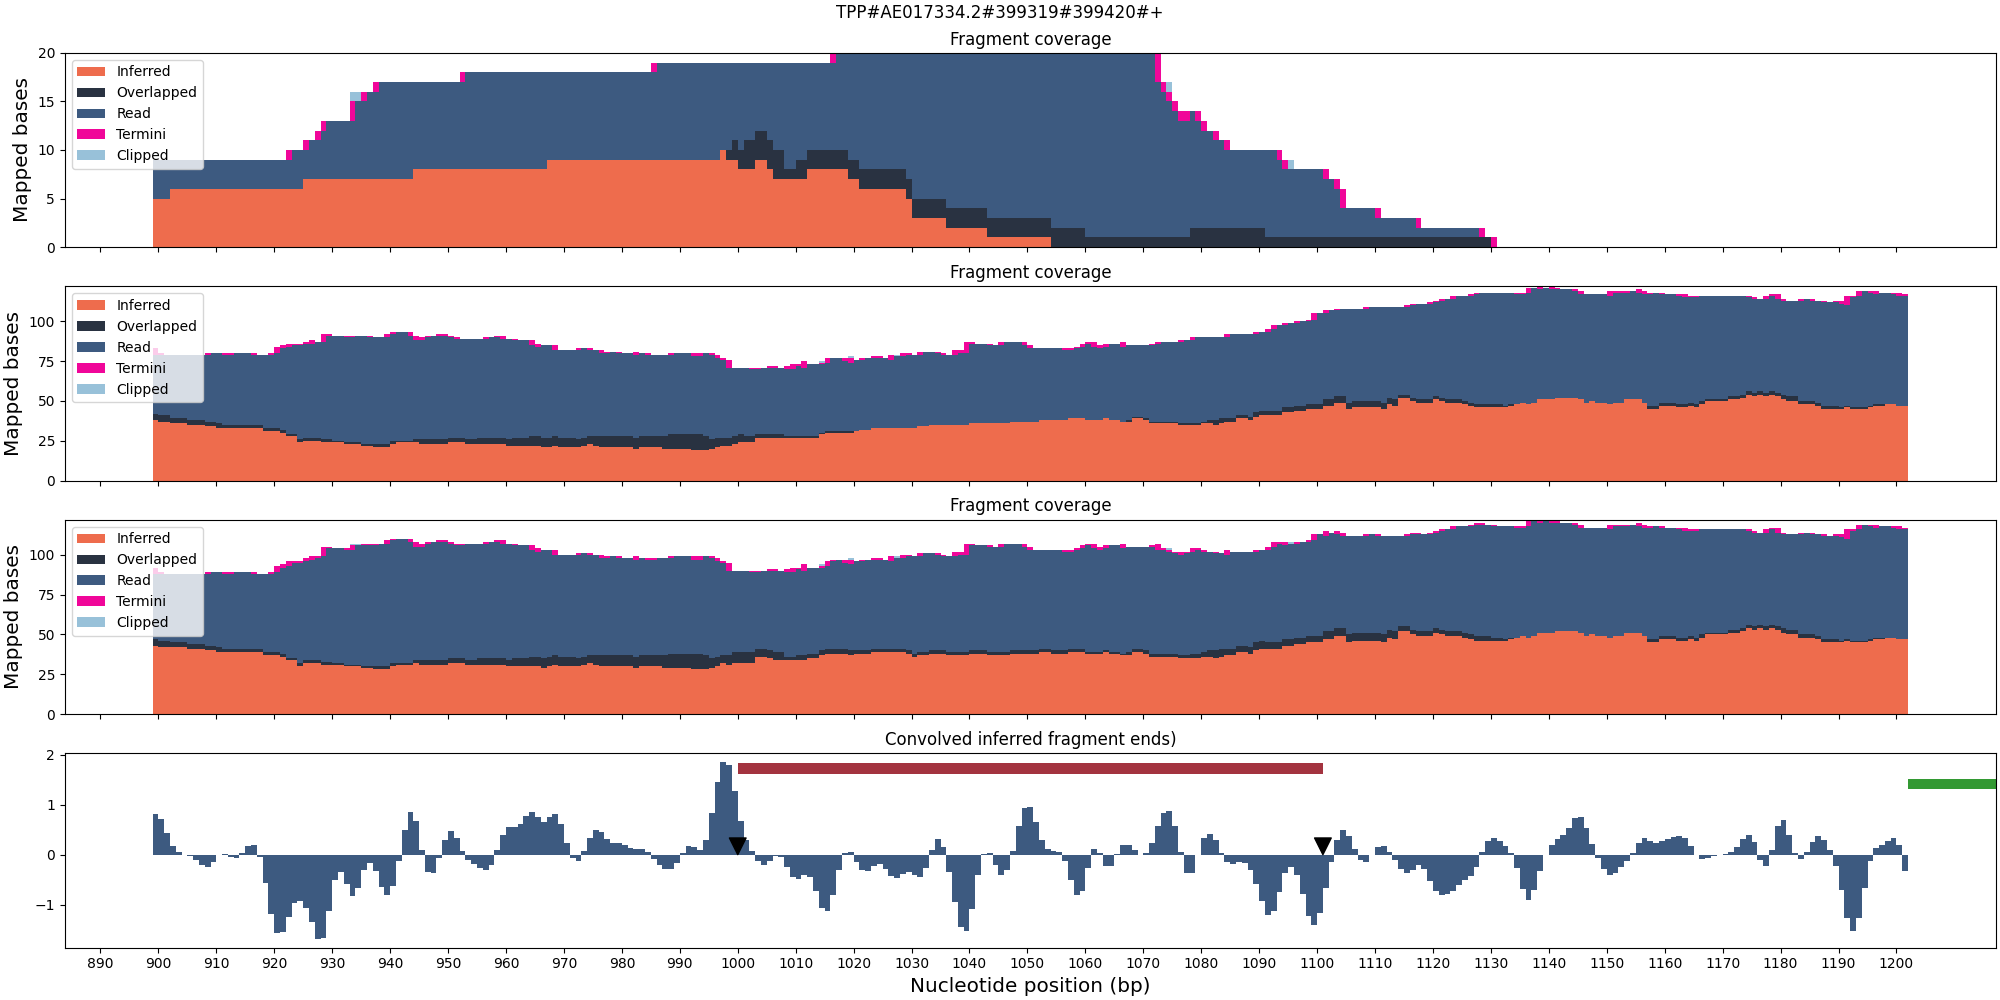 TPP#AE017334.2#399319#399420#+
Fragment coverage
Mapped bases
20
15
10
5
0
Inferred
Overlapped
Read
Termini
Clipped
Fragment coverage
Mapped bases
100
75
50
25
0
Inferred
Overlapped
Read
Termini
Clipped
Fragment coverage
Mapped bases
100
75
50
25
0
Inferred
Overlapped
Read
Termini
Clipped
Convolved inferred fragment ends)
2
1
0
−1
890 900 910 920 930 940 950 960 970 980 990 1000 1010 1020 1030 1040 1050 1060 1070 1080 1090 1100 1110 1120 1130 1140 1150 1160 1170 1180 1190 1200
Nucleotide position (bp)